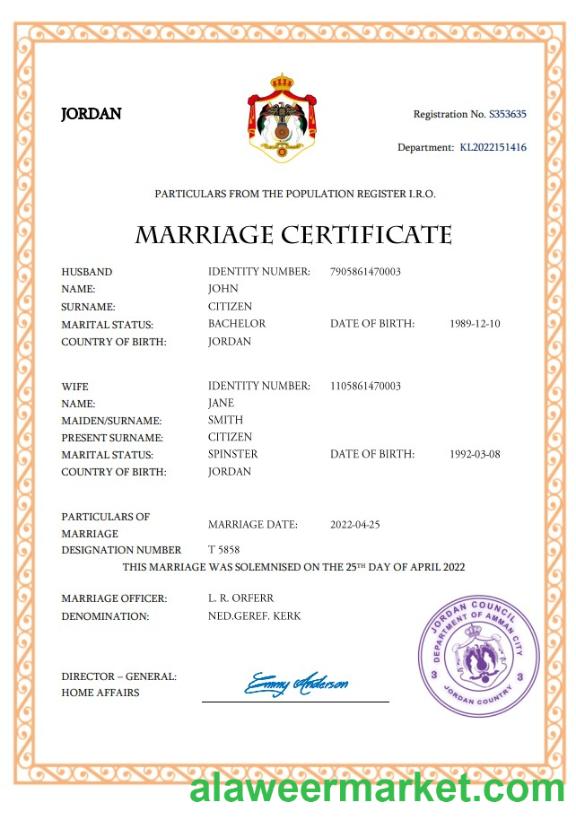 JORDAN
Registration No. S353635
Department: KL2022151416
PARTICULARS FROM THE POPULATION REGISTER I.R.O.
MARRIAGE CERTIFICATE
HUSBAND IDENTITY NUMBER: 7905861470003
NAME: JOHN
SURNAME: CITIZEN
MARITAL STATUS: BACHELOR DATE OF BIRTH: 1989-12-10
COUNTRY OF BIRTH: JORDAN
WIFE IDENTITY NUMBER: 1105861470003
NAME: JANE
MAIDEN/SURNAME: SMITH
PRESENT SURNAME: CITIZEN
MARITAL STATUS: SPINSTER DATE OF BIRTH: 1992-03-08
COUNTRY OF BIRTH: JORDAN
PARTICULARS OF
MARRIAGE MARRIAGE DATE: 2022-04-25
DESIGNATION NUMBER T 5858
THIS MARRIAGE WAS SOLEMNISED ON THE 25TH DAY OF APRIL 2022
MARRIAGE OFFICER: L. R. ORFERR
DENOMINATION: NED.GEREF. KERK
JORDAN COUNCIL
DEPARTMENT OF AMMAN CITY
3 3
JORDAN COUNTRY
DIRECTOR – GENERAL:
HOME AFFAIRS
Emmy Anderson
alaweermarket.com